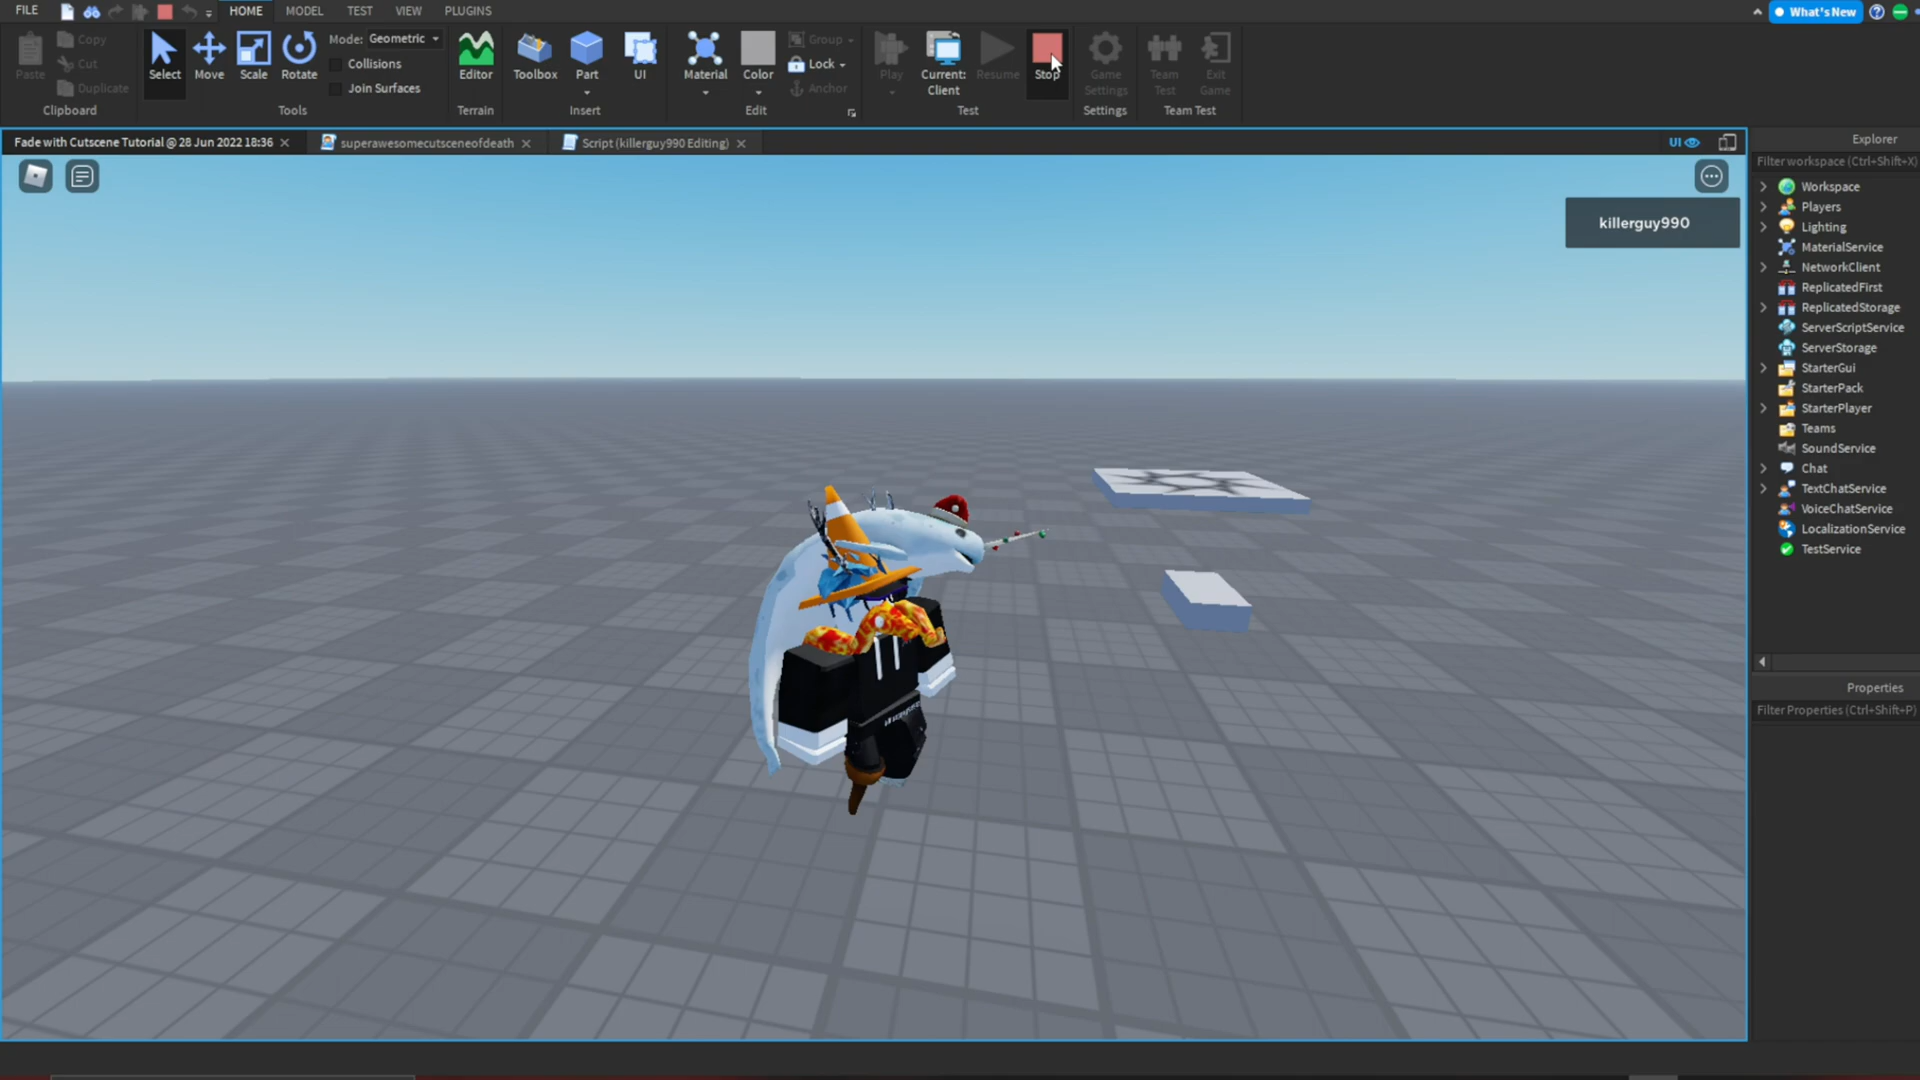 FILE HOME MODEL TEST VIEW PLUGINS What's New
Paste Copy Cut Duplicate Clipboard
Select Move Scale Rotate Mode: Geometric Collisions Join Surfaces Tools
Editor Terrain
Toolbox Part UI Insert
Material Color Group Lock Anchor Edit
Play Current: Client Resume Stop Test
Game Settings Settings
Team Test Exit Game Team Test
Fade with Cutscene Tutorial @ 28 Jun 2022 18:36 superawesomecutsceneofdeath Script (killerguy990 Editing) UI
killerguy990
Explorer
Filter workspace (Ctrl+Shift+X)
Workspace
Players
Lighting
MaterialService
NetworkClient
ReplicatedFirst
ReplicatedStorage
ServerScriptService
ServerStorage
StarterGui
StarterPack
StarterPlayer
Teams
SoundService
Chat
TextChatService
VoiceChatService
LocalizationService
TestService
Properties
Filter Properties (Ctrl+Shift+P)